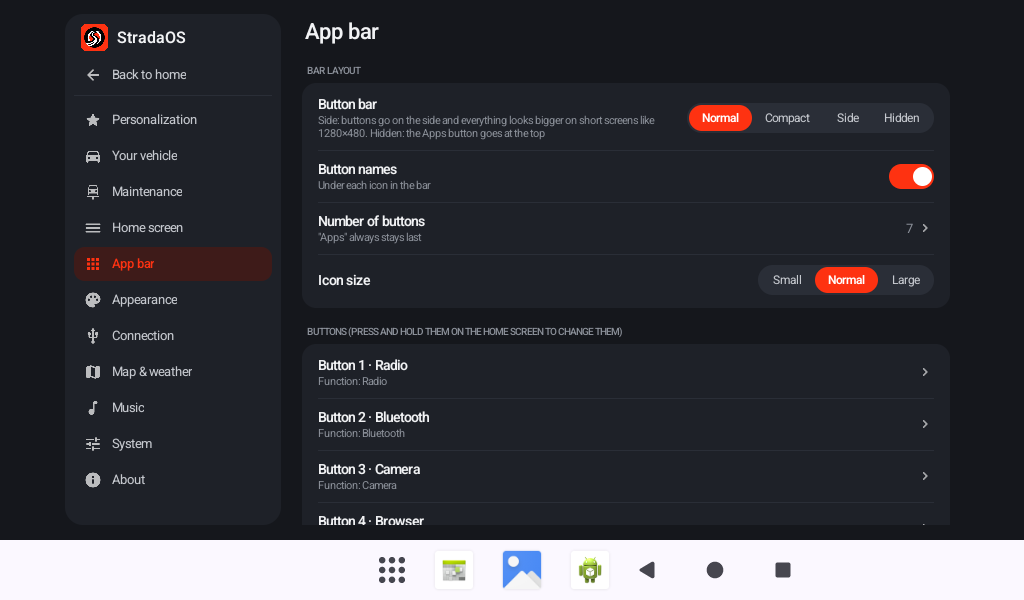 StradaOS
Back to home
Personalization
Your vehicle
Maintenance
Home screen
App bar
Appearance
Connection
Map & weather
Music
System
About
App bar
BAR LAYOUT
Button bar
Side: buttons go on the side and everything looks bigger on short screens like
1280×480. Hidden: the Apps button goes at the top
Normal Compact Side Hidden
Button names
Under each icon in the bar
Number of buttons
"Apps" always stays last
7
Icon size
Small Normal Large
BUTTONS (PRESS AND HOLD THEM ON THE HOME SCREEN TO CHANGE THEM)
Button 1 · Radio
Function: Radio
Button 2 · Bluetooth
Function: Bluetooth
Button 3 · Camera
Function: Camera
Button 4 · Browser